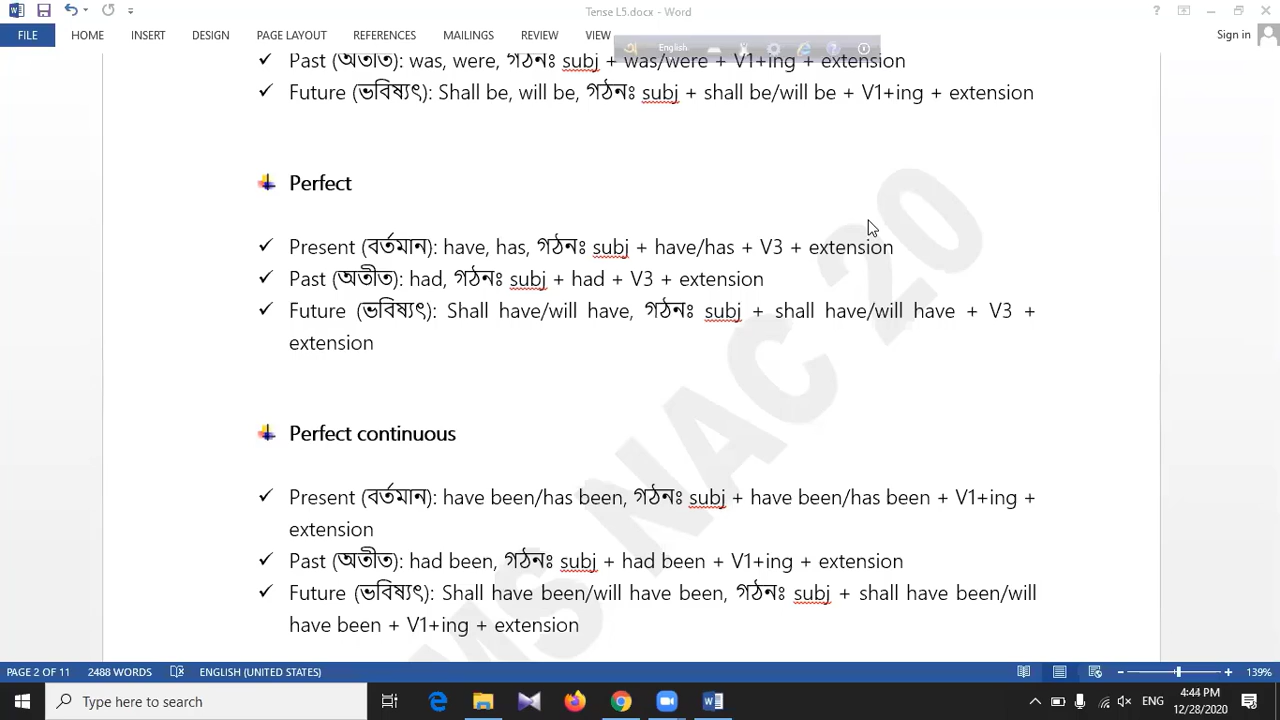 Tense L5.docx - Word
FILE HOME INSERT DESIGN PAGE LAYOUT REFERENCES MAILINGS REVIEW VIEW Sign in
English
✓ Past (অতীত): was, were, গঠনঃ subj + was/were + V1+ing + extension
✓ Future (ভবিষ্যৎ): Shall be, will be, গঠনঃ subj + shall be/will be + V1+ing + extension
Perfect
✓ Present (বর্তমান): have, has, গঠনঃ subj + have/has + V3 + extension
✓ Past (অতীত): had, গঠনঃ subj + had + V3 + extension
✓ Future (ভবিষ্যৎ): Shall have/will have, গঠনঃ subj + shall have/will have + V3 +
extension
Perfect continuous
✓ Present (বর্তমান): have been/has been, গঠনঃ subj + have been/has been + V1+ing +
extension
✓ Past (অতীত): had been, গঠনঃ subj + had been + V1+ing + extension
✓ Future (ভবিষ্যৎ): Shall have been/will have been, গঠনঃ subj + shall have been/will
have been + V1+ing + extension
MS NAC 20
PAGE 2 OF 11 2488 WORDS ENGLISH (UNITED STATES) 139%
Type here to search
ENG
4:44 PM
12/28/2020